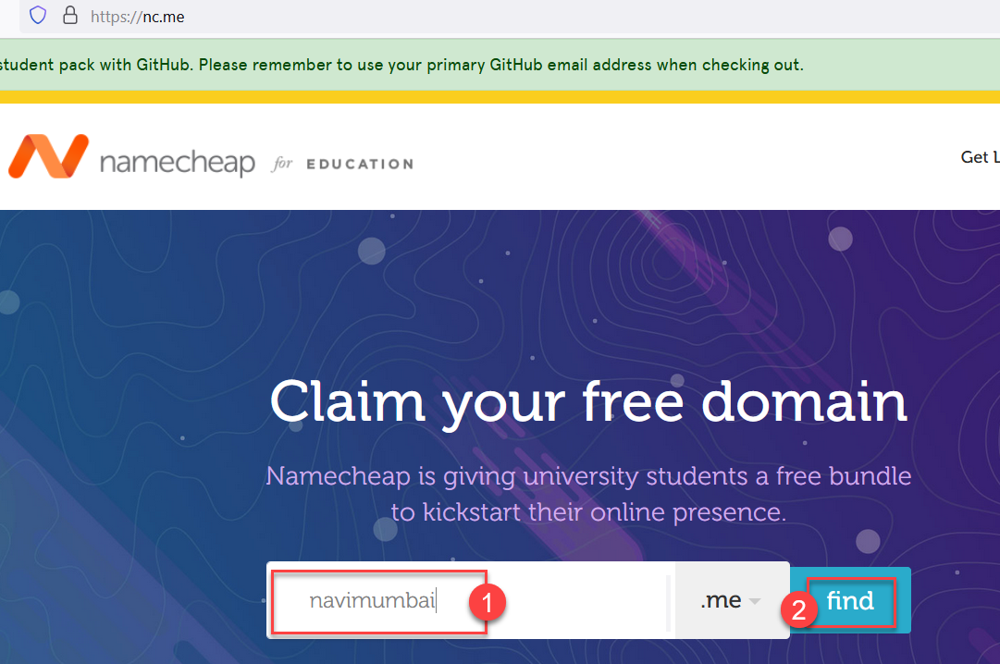 https://nc.me
student pack with GitHub. Please remember to use your primary GitHub email address when checking out.
namecheap for EDUCATION
Get L
Claim your free domain
Namecheap is giving university students a free bundle
to kickstart their online presence.
navimumbai 1 .me 2 find